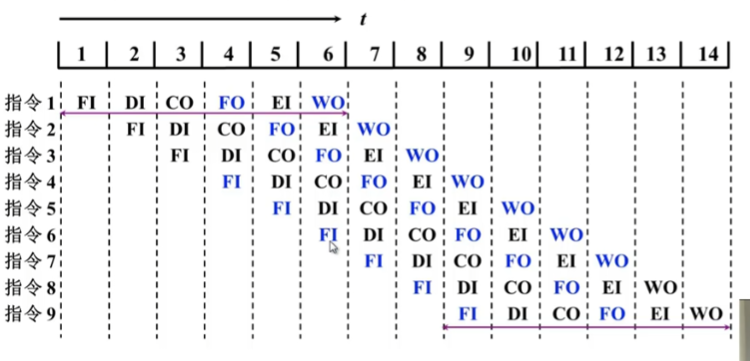 t
1 2 3 4 5 6 7 8 9 10 11 12 13 14
指令1 FI DI CO FO EI WO
指令2 FI DI CO FO EI WO
指令3 FI DI CO FO EI WO
指令4 FI DI CO FO EI WO
指令5 FI DI CO FO EI WO
指令6 FI DI CO FO EI WO
指令7 FI DI CO FO EI WO
指令8 FI DI CO FO EI WO
指令9 FI DI CO FO EI WO